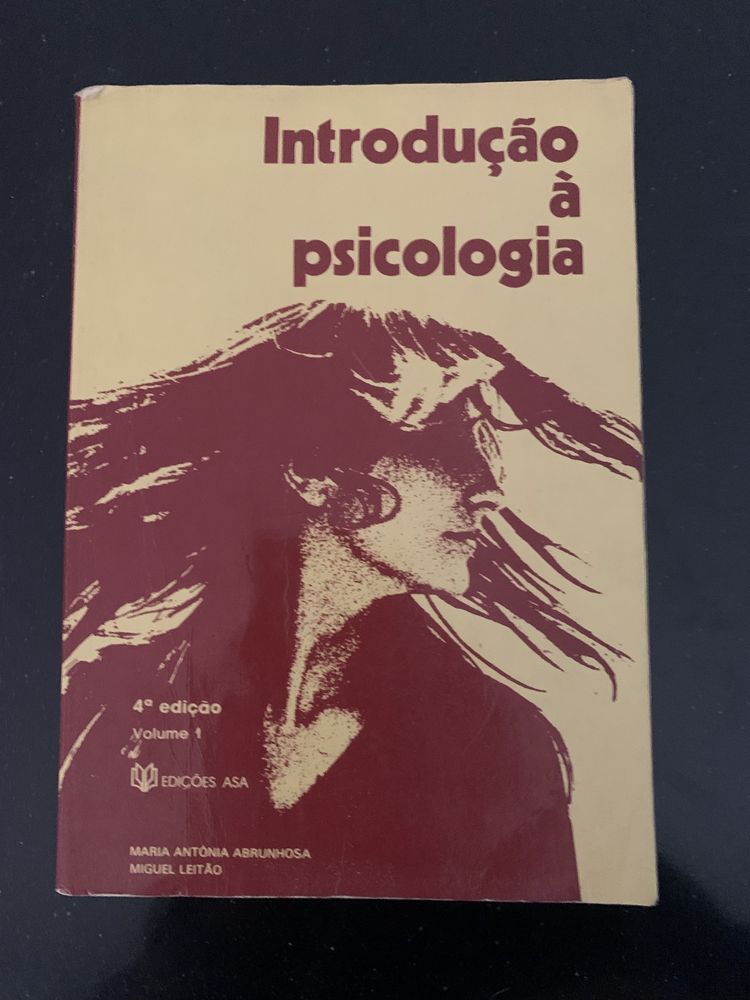 Introdução
à
psicologia
4ª edição
Volume 1
EDIÇÕES ASA
MARIA ANTÓNIA ABRUNHOSA
MIGUEL LEITÃO